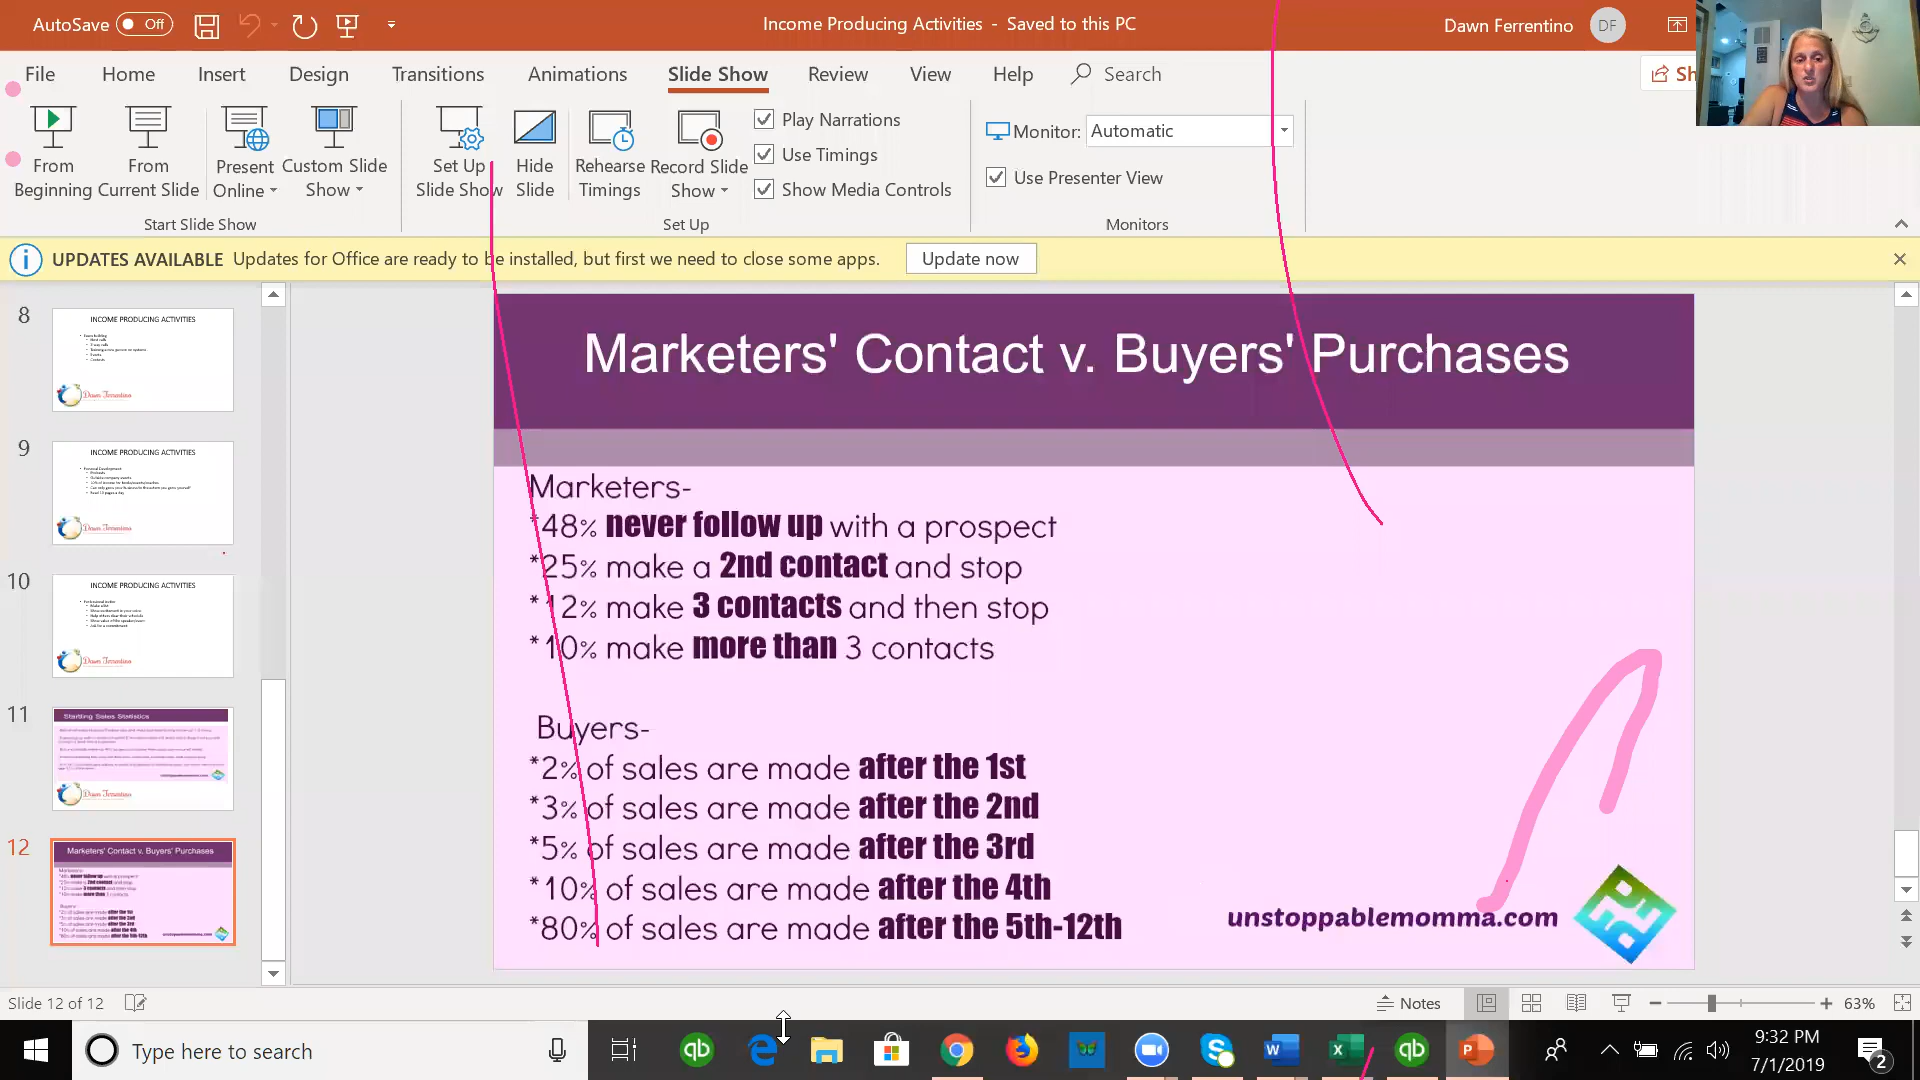 AutoSave Off
Income Producing Activities - Saved to this PC
Dawn Ferrentino DF
File Home Insert Design Transitions Animations Slide Show Review View Help Search Sh
From Beginning
From Current Slide
Present Online
Custom Slide Show
Set Up Slide Show
Hide Slide
Rehearse Timings
Record Slide Show
Play Narrations
Use Timings
Show Media Controls
Monitor: Automatic
Use Presenter View
Start Slide Show Set Up Monitors
UPDATES AVAILABLE Updates for Office are ready to be installed, but first we need to close some apps. Update now
8
INCOME PRODUCING ACTIVITIES
Dawn Ferrentino
9
INCOME PRODUCING ACTIVITIES
Dawn Ferrentino
10
INCOME PRODUCING ACTIVITIES
Dawn Ferrentino
11
Startling Sales Statistics
Dawn Ferrentino
12
Marketers' Contact v. Buyers' Purchases
Marketers' Contact v. Buyers' Purchases
Marketers-
*48% never follow up with a prospect
*25% make a 2nd contact and stop
*12% make 3 contacts and then stop
*10% make more than 3 contacts
Buyers-
*2% of sales are made after the 1st
*3% of sales are made after the 2nd
*5% of sales are made after the 3rd
*10% of sales are made after the 4th
*80% of sales are made after the 5th-12th
unstoppablemomma.com
Slide 12 of 12
Notes
63%
Type here to search
9:32 PM
7/1/2019
2